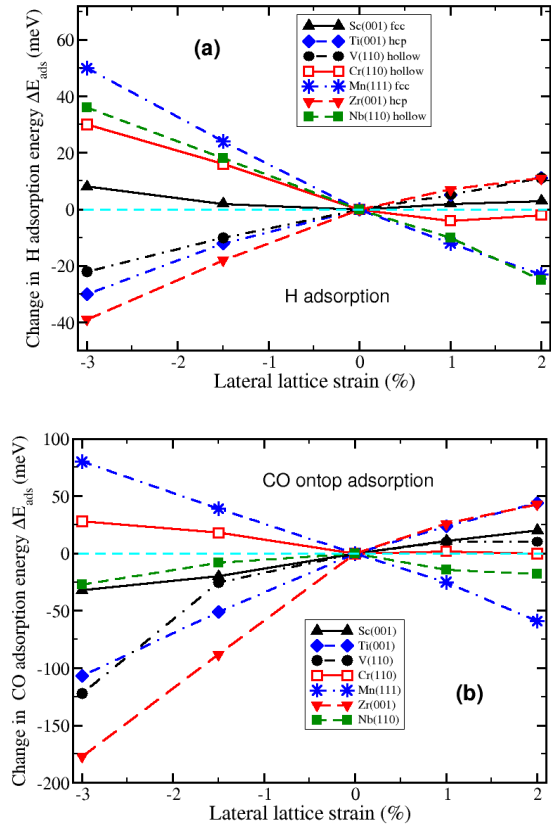 (a)
Sc(001) fcc
Ti(001) hcp
V(110) hollow
Cr(110) hollow
Mn(111) fcc
Zr(001) hcp
Nb(110) hollow
Change in H adsorption energy ΔE_ads (meV)
60
40
20
0
-20
-40
H adsorption
-3 -2 -1 0 1 2
Lateral lattice strain (%)
CO ontop adsorption
Change in CO adsorption energy ΔE_ads (meV)
100
50
0
-50
-100
-150
-200
Sc(001)
Ti(001)
V(110)
Cr(110)
Mn(111)
Zr(001)
Nb(110)
(b)
-3 -2 -1 0 1 2
Lateral lattice strain (%)